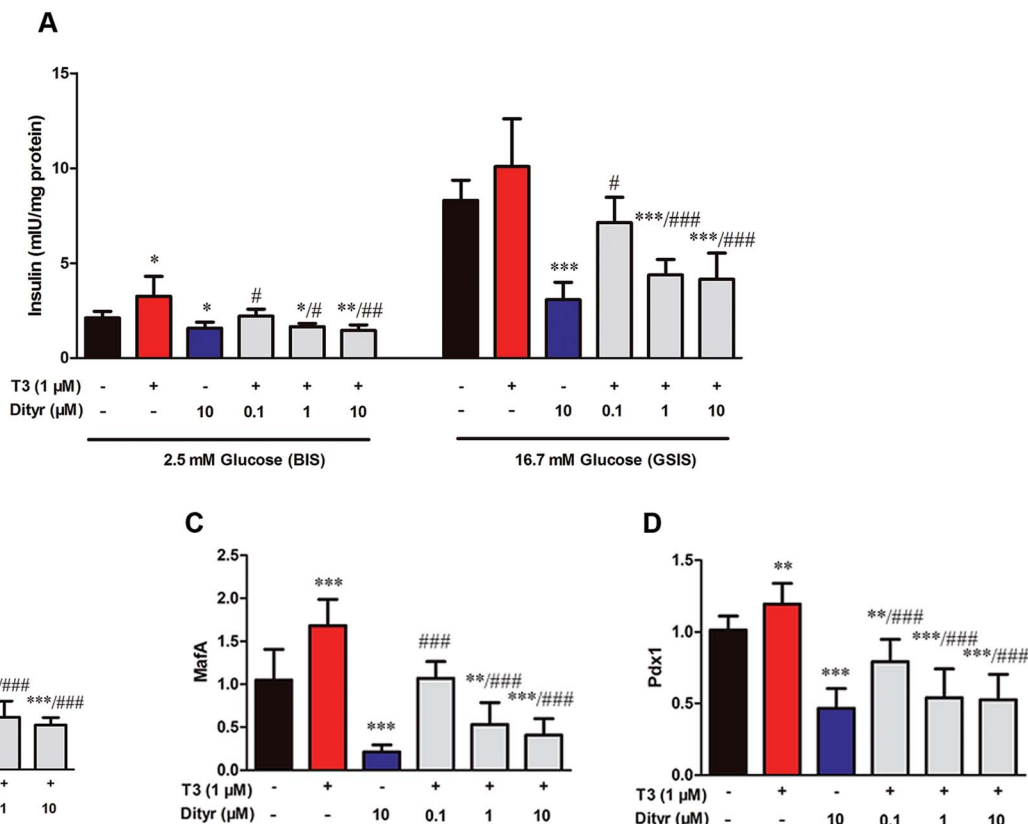 A
Insulin (mIU/mg protein)
15
10
5
0
* * # */# **/##
*** # ***/### ***/###
T3 (1 µM) - + - + + + - + - + + +
Dityr (µM) - - 10 0.1 1 10 - - 10 0.1 1 10
2.5 mM Glucose (BIS) 16.7 mM Glucose (GSIS)
/### ***/###
+ +
1 10
C
MafA
2.5
2.0
1.5
1.0
0.5
0.0
*** *** ### **/### ***/###
T3 (1 µM) - + - + + +
Dityr (µM) - - 10 0.1 1 10
D
Pdx1
1.5
1.0
0.5
0.0
** *** **/### ***/### ***/###
T3 (1 µM) - + - + + +
Dityr (µM) - - 10 0.1 1 10